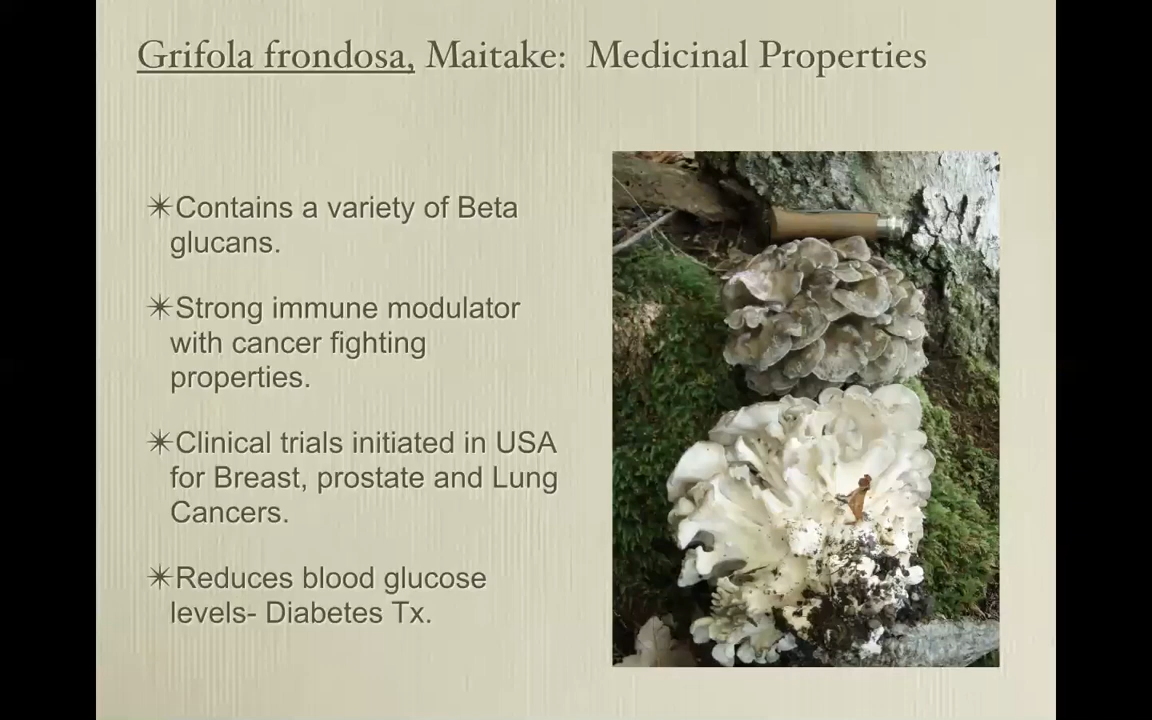 Grifola frondosa, Maitake: Medicinal Properties
✴Contains a variety of Beta
glucans.
✴Strong immune modulator
with cancer fighting
properties.
✴Clinical trials initiated in USA
for Breast, prostate and Lung
Cancers.
✴Reduces blood glucose
levels- Diabetes Tx.